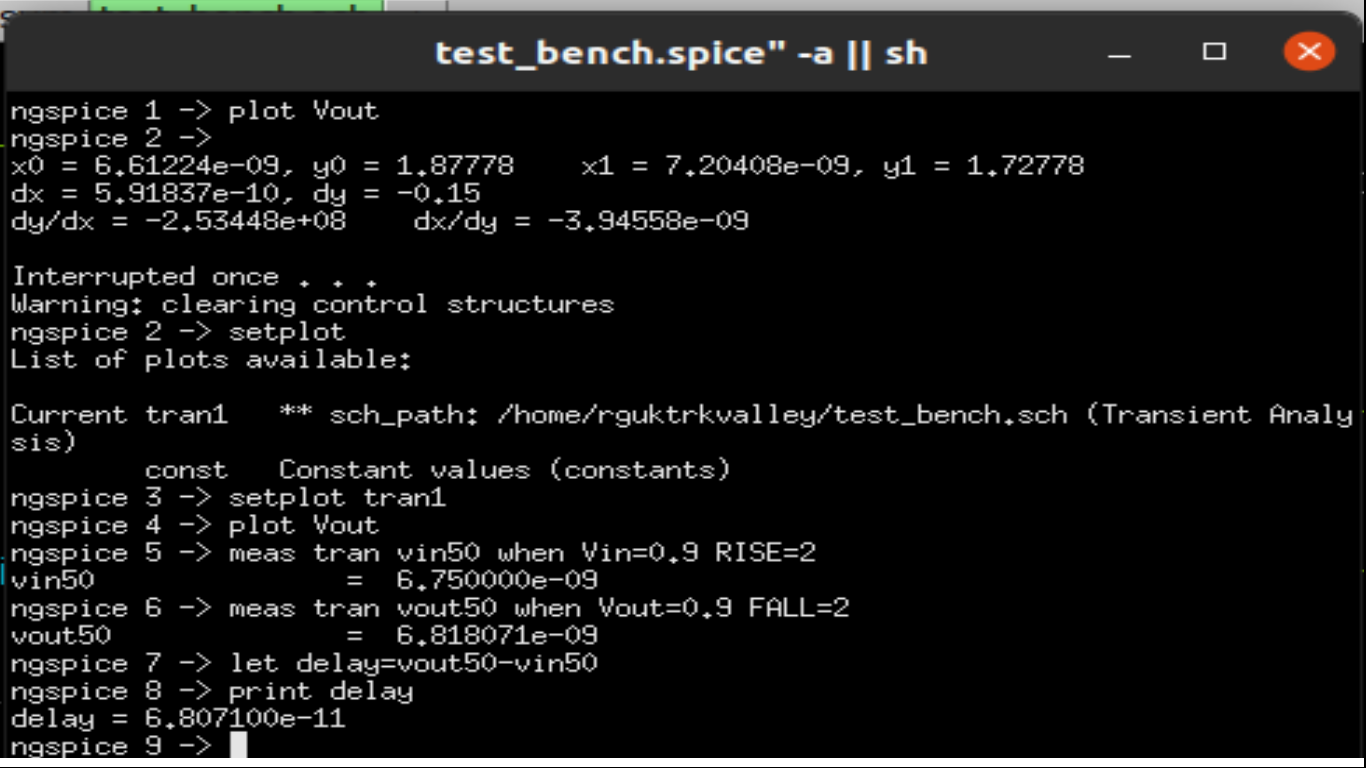 test_bench.spice" -a || sh
ngspice 1 -> plot Vout
ngspice 2 ->
x0 = 6.61224e-09, y0 = 1.87778    x1 = 7.20408e-09, y1 = 1.72778
dx = 5.91837e-10, dy = -0.15
dy/dx = -2.53448e+08    dx/dy = -3.94558e-09
Interrupted once . . .
Warning: clearing control structures
ngspice 2 -> setplot
List of plots available:
Current tran1   ** sch_path: /home/rguktrkvalley/test_bench.sch (Transient Analy
sis)
        const   Constant values (constants)
ngspice 3 -> setplot tran1
ngspice 4 -> plot Vout
ngspice 5 -> meas tran vin50 when Vin=0.9 RISE=2
vin50               =  6.750000e-09
ngspice 6 -> meas tran vout50 when Vout=0.9 FALL=2
vout50              =  6.818071e-09
ngspice 7 -> let delay=vout50-vin50
ngspice 8 -> print delay
delay = 6.807100e-11
ngspice 9 ->